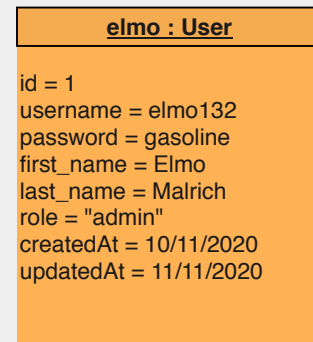 elmo : User
id = 1
username = elmo132
password = gasoline
first_name = Elmo
last_name = Malrich
role = "admin"
createdAt = 10/11/2020
updatedAt = 11/11/2020